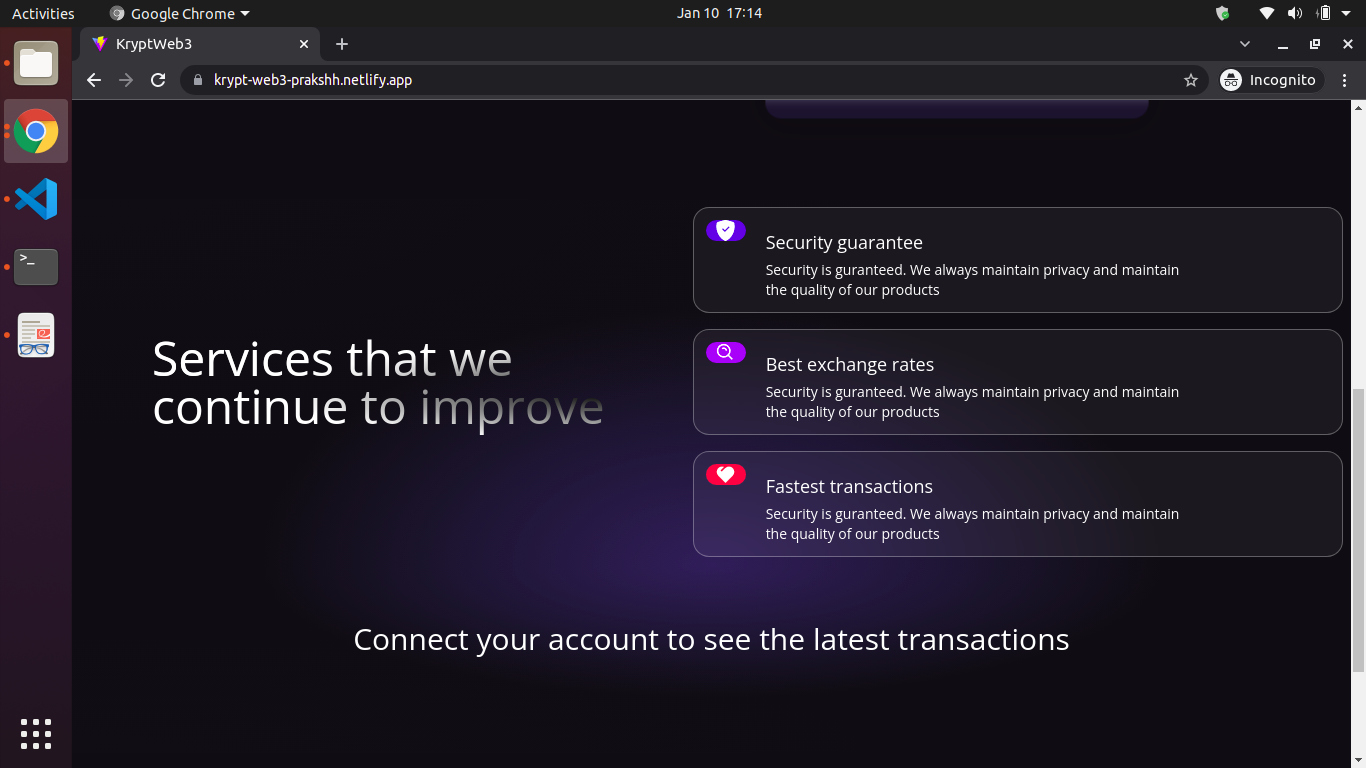 Activities
Google Chrome
Jan 10 17:14
KryptWeb3
krypt-web3-prakshh.netlify.app
Incognito
>_
Services that we
continue to improve
Security guarantee
Security is guranteed. We always maintain privacy and maintain
the quality of our products
Best exchange rates
Security is guranteed. We always maintain privacy and maintain
the quality of our products
Fastest transactions
Security is guranteed. We always maintain privacy and maintain
the quality of our products
Connect your account to see the latest transactions